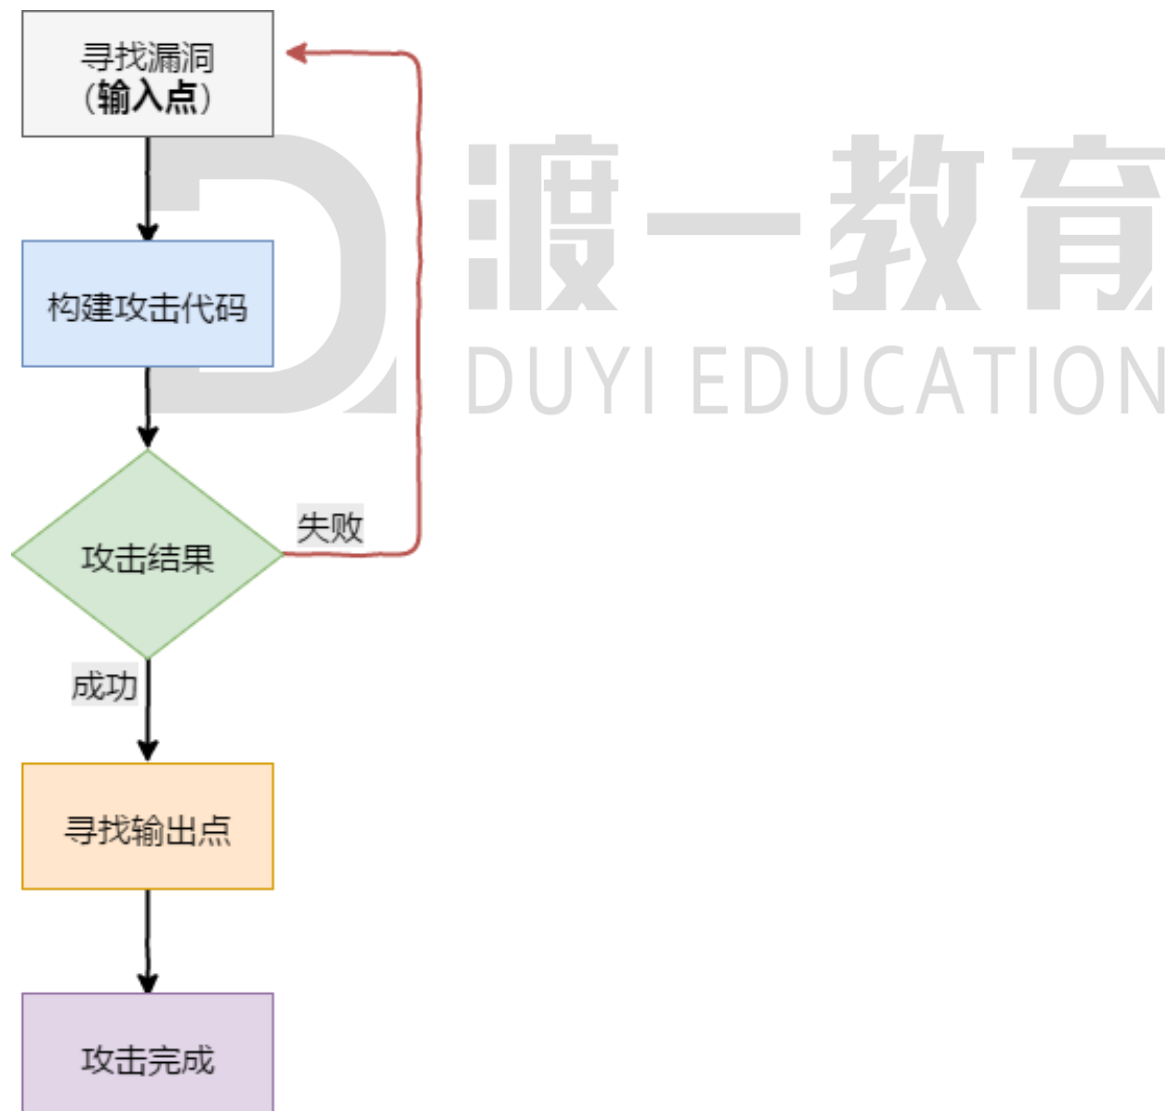 寻找漏洞
(输入点)
渡一教育
DUYI EDUCATION
构建攻击代码
失败
攻击结果
成功
寻找输出点
攻击完成